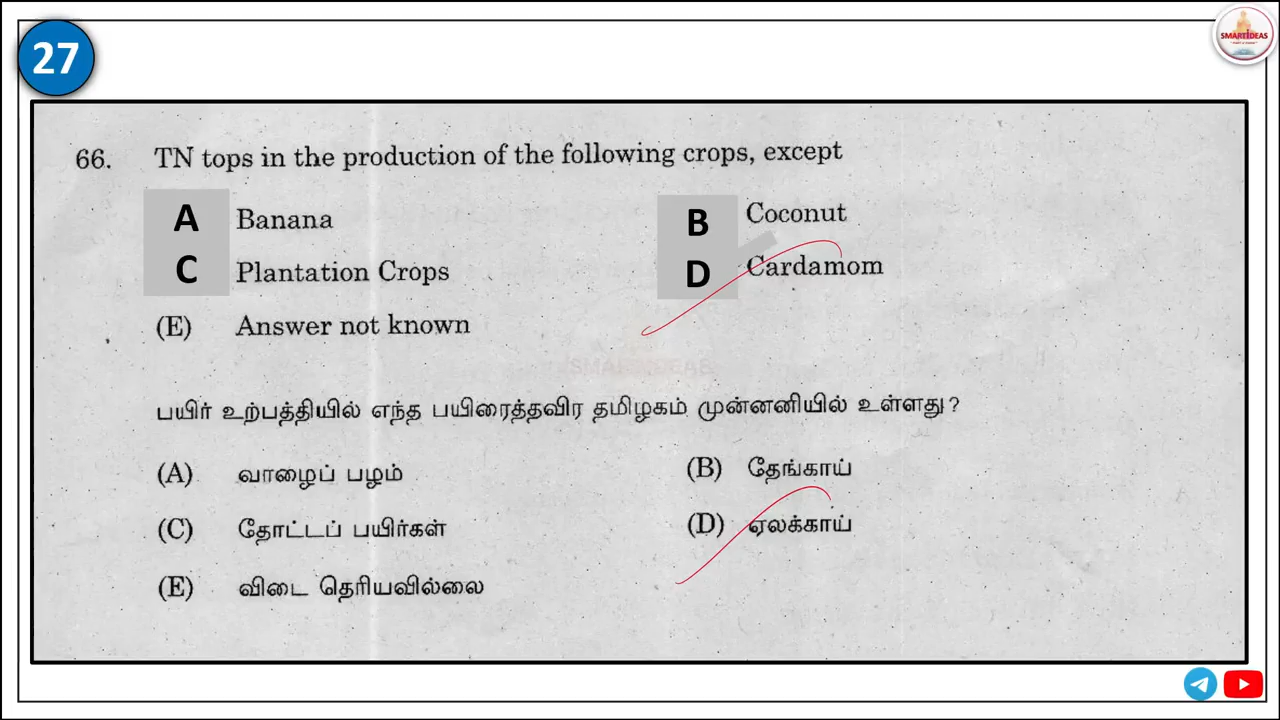 27
SMARTIDEAS
66. TN tops in the production of the following crops, except
A Banana
B Coconut
C Plantation Crops
D Cardamom
(E) Answer not known
SMARTIDEAS
பயிர் உற்பத்தியில் எந்த பயிரைத்தவிர தமிழகம் முன்னனியில் உள்ளது?
(A) வாழைப் பழம்
(B) தேங்காய்
(C) தோட்டப் பயிர்கள்
(D) ஏலக்காய்
(E) விடை தெரியவில்லை